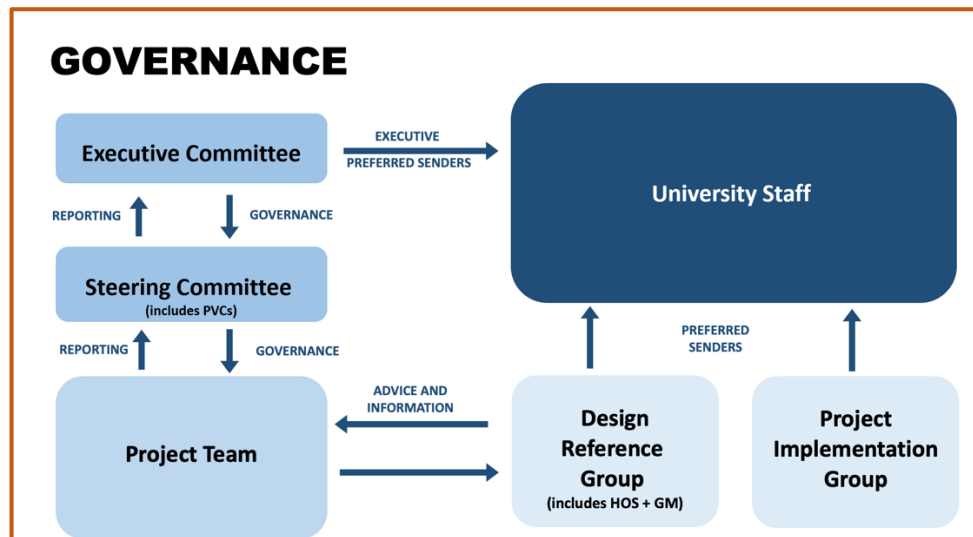 GOVERNANCE
Executive Committee
EXECUTIVE
PREFERRED SENDERS
University Staff
REPORTING
GOVERNANCE
Steering Committee
(includes PVCs)
REPORTING
GOVERNANCE
PREFERRED
SENDERS
Project Team
ADVICE AND
INFORMATION
Design
Reference
Group
(includes HOS + GM)
Project
Implementation
Group